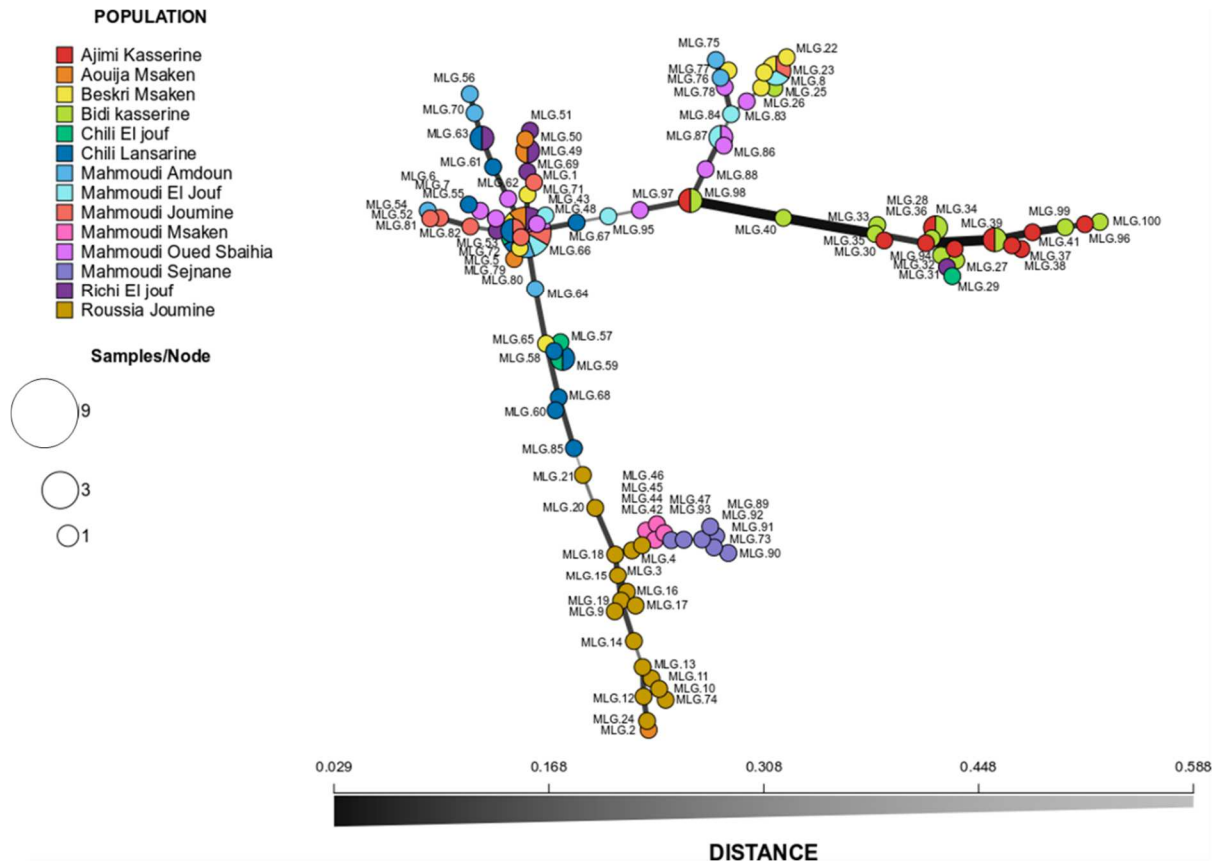 POPULATION
Ajimi Kasserine
Aouija Msaken
Beskri Msaken
Bidi kasserine
Chili El jouf
Chili Lansarine
Mahmoudi Amdoun
Mahmoudi El Jouf
Mahmoudi Joumine
Mahmoudi Msaken
Mahmoudi Oued Sbaihia
Mahmoudi Sejnane
Richi El jouf
Roussia Joumine
Samples/Node
9
3
1
MLG.75
MLG.22
MLG.77
MLG.76
MLG.78
MLG.23
MLG.8
MLG.25
MLG.26
MLG.83
MLG.84
MLG.87
MLG.86
MLG.88
MLG.56
MLG.70
MLG.63
MLG.61
MLG.51
MLG.50
MLG.49
MLG.69
MLG.1
MLG.71
MLG.43
MLG.48
MLG.62
MLG.6
MLG.7
MLG.55
MLG.54
MLG.52
MLG.81
MLG.82
MLG.53
MLG.72
MLG.5
MLG.79
MLG.80
MLG.66
MLG.67
MLG.95
MLG.97
MLG.98
MLG.40
MLG.33
MLG.35
MLG.30
MLG.28
MLG.36
MLG.34
MLG.39
MLG.99
MLG.100
MLG.41
MLG.96
MLG.37
MLG.38
MLG.94
MLG.32
MLG.31
MLG.27
MLG.29
MLG.64
MLG.65
MLG.57
MLG.58
MLG.59
MLG.68
MLG.60
MLG.85
MLG.21
MLG.20
MLG.46
MLG.45
MLG.44
MLG.42
MLG.47
MLG.93
MLG.89
MLG.92
MLG.91
MLG.73
MLG.90
MLG.18
MLG.4
MLG.3
MLG.15
MLG.16
MLG.19
MLG.17
MLG.9
MLG.14
MLG.13
MLG.11
MLG.10
MLG.12
MLG.74
MLG.24
MLG.2
0.029
0.168
0.308
0.448
0.588
DISTANCE